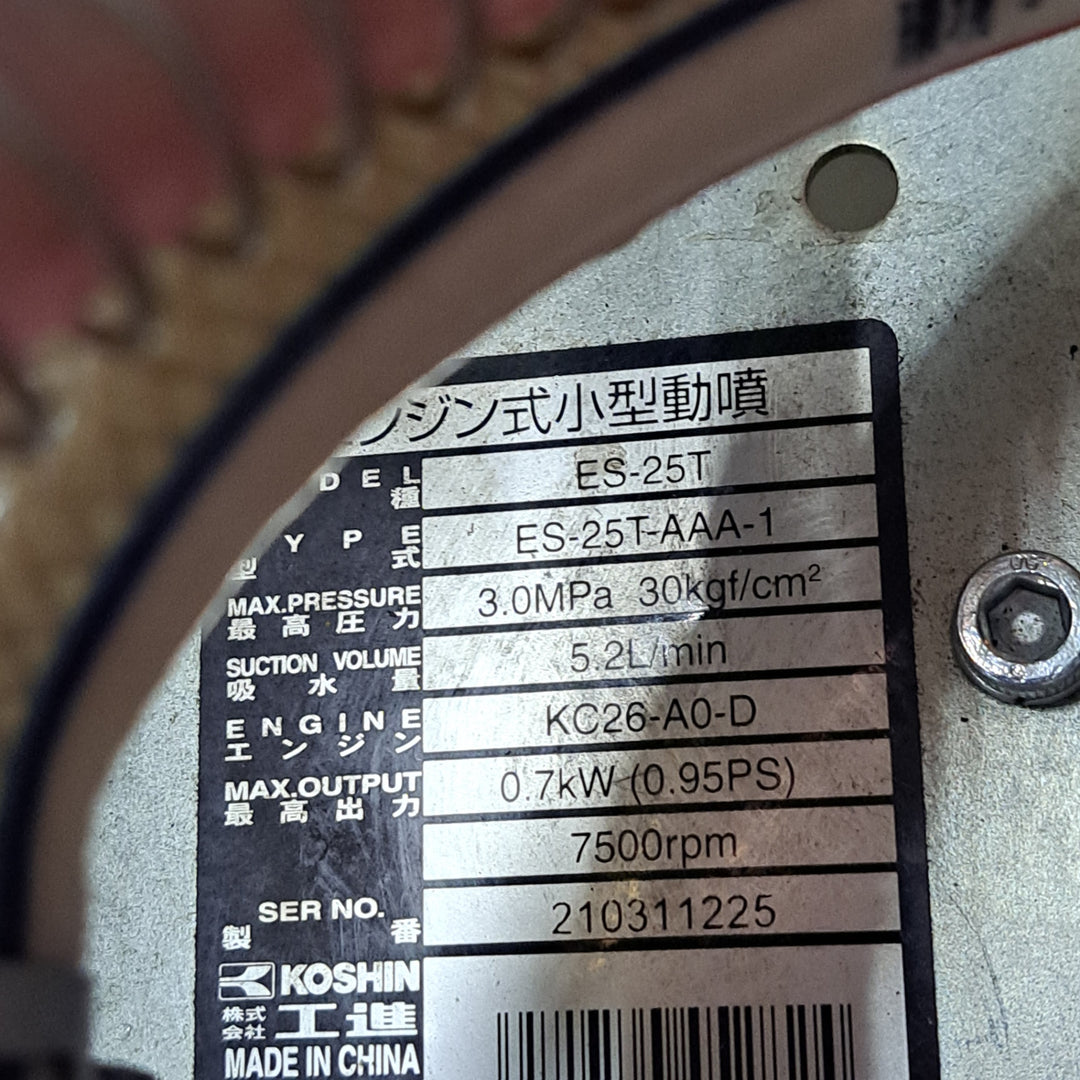 ンジン式小型動噴
DEL 種 ES-25T
YPE 型式 ES-25T-AAA-1
MAX.PRESSURE 最高圧力 3.0MPa 30kgf/cm²
SUCTION VOLUME 吸水量 5.2L/min
ENGINE エンジン KC26-A0-D
MAX.OUTPUT 最高出力 0.7kW (0.95PS)
7500rpm
SER NO. 製番 210311225
KOSHIN
株式会社 工進
MADE IN CHINA